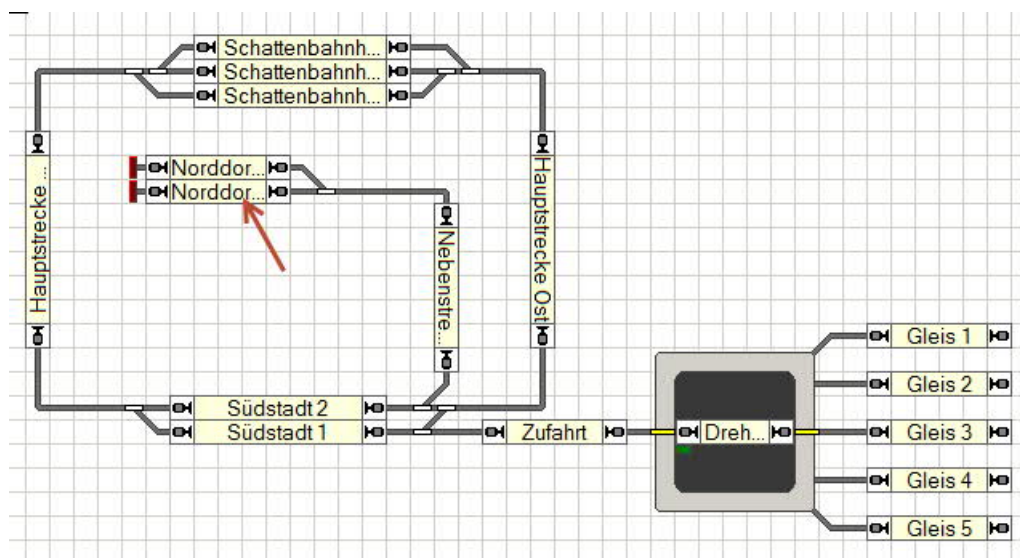 Schattenbahnh...
Schattenbahnh...
Schattenbahnh...
Norddor...
Norddor...
Hauptstrecke ...
Nebenstre...
Hauptstrecke Ost
Gleis 1
Gleis 2
Südstadt 2
Südstadt 1
Zufahrt
Dreh...
Gleis 3
Gleis 4
Gleis 5